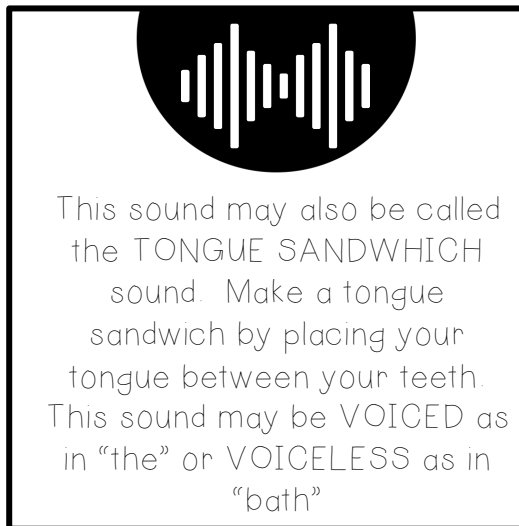 This sound may also be called
the TONGUE SANDWHICH
sound. Make a tongue
sandwich by placing your
tongue between your teeth.
This sound may be VOICED as
in “the” or VOICELESS as in
“bath”